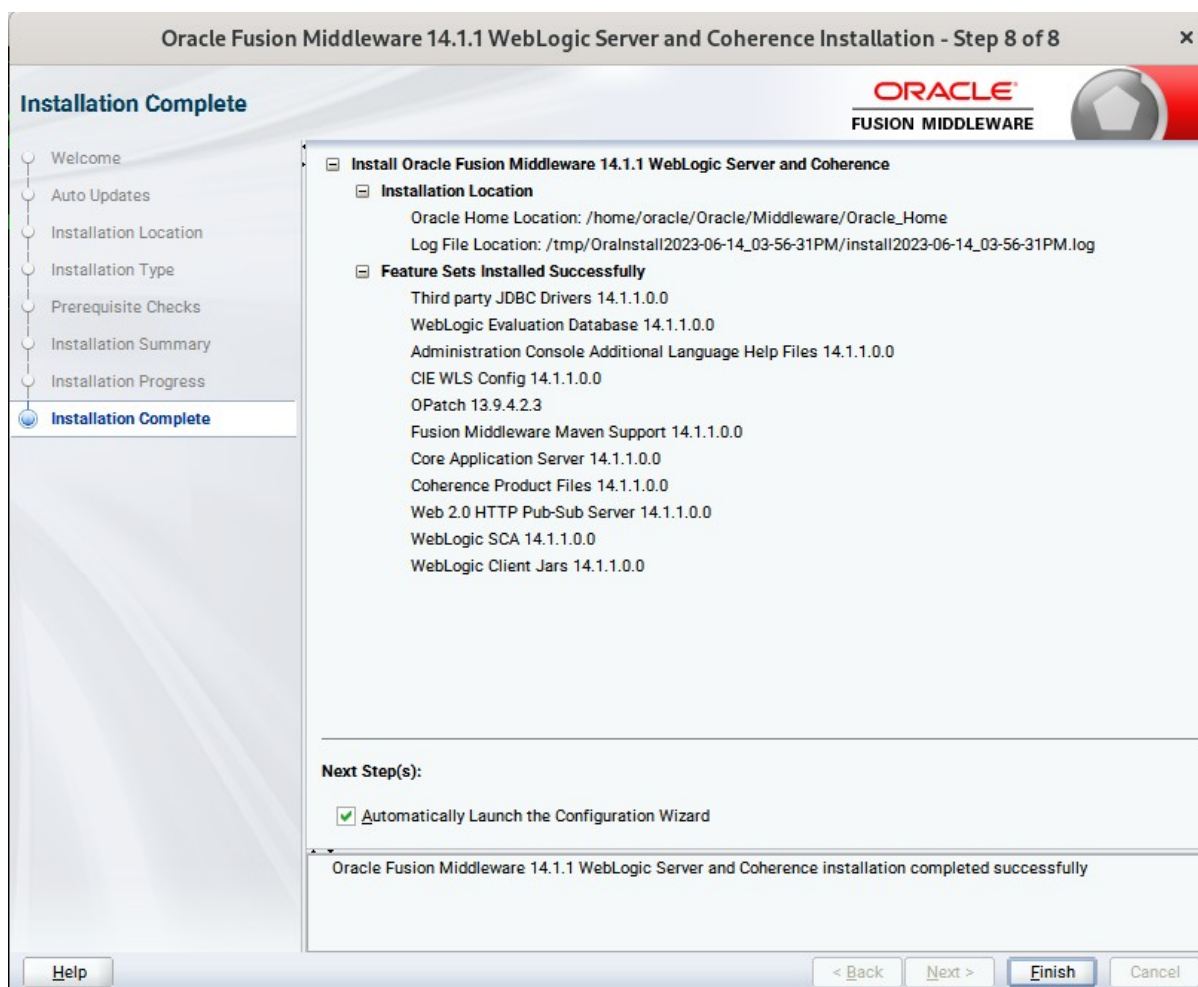 Oracle Fusion Middleware 14.1.1 WebLogic Server and Coherence Installation - Step 8 of 8
Installation Complete
ORACLE
FUSION MIDDLEWARE
Welcome
Auto Updates
Installation Location
Installation Type
Prerequisite Checks
Installation Summary
Installation Progress
Installation Complete
Install Oracle Fusion Middleware 14.1.1 WebLogic Server and Coherence
Installation Location
Oracle Home Location: /home/oracle/Oracle/Middleware/Oracle_Home
Log File Location: /tmp/OraInstall2023-06-14_03-56-31PM/install2023-06-14_03-56-31PM.log
Feature Sets Installed Successfully
Third party JDBC Drivers 14.1.1.0.0
WebLogic Evaluation Database 14.1.1.0.0
Administration Console Additional Language Help Files 14.1.1.0.0
CIE WLS Config 14.1.1.0.0
OPatch 13.9.4.2.3
Fusion Middleware Maven Support 14.1.1.0.0
Core Application Server 14.1.1.0.0
Coherence Product Files 14.1.1.0.0
Web 2.0 HTTP Pub-Sub Server 14.1.1.0.0
WebLogic SCA 14.1.1.0.0
WebLogic Client Jars 14.1.1.0.0
Next Step(s):
Automatically Launch the Configuration Wizard
Oracle Fusion Middleware 14.1.1 WebLogic Server and Coherence installation completed successfully
Help
< Back
Next >
Finish
Cancel